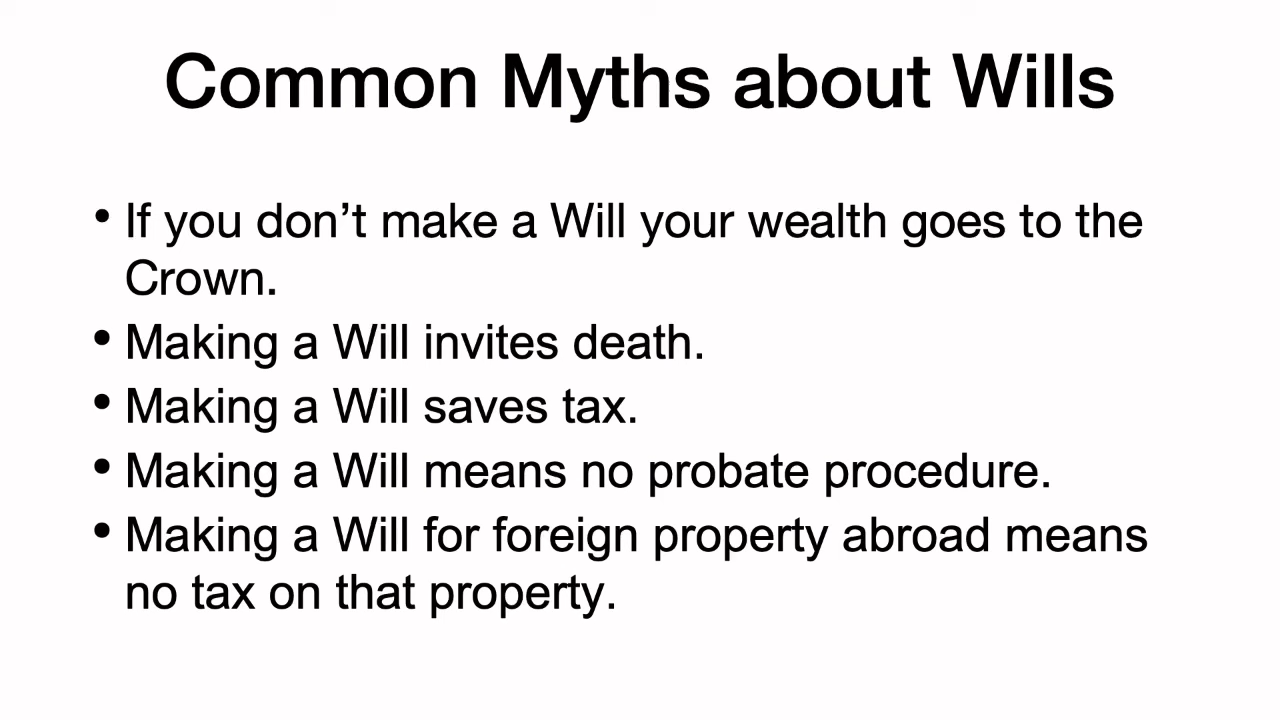 Common Myths about Wills
• If you don’t make a Will your wealth goes to the
Crown.
• Making a Will invites death.
• Making a Will saves tax.
• Making a Will means no probate procedure.
• Making a Will for foreign property abroad means
no tax on that property.